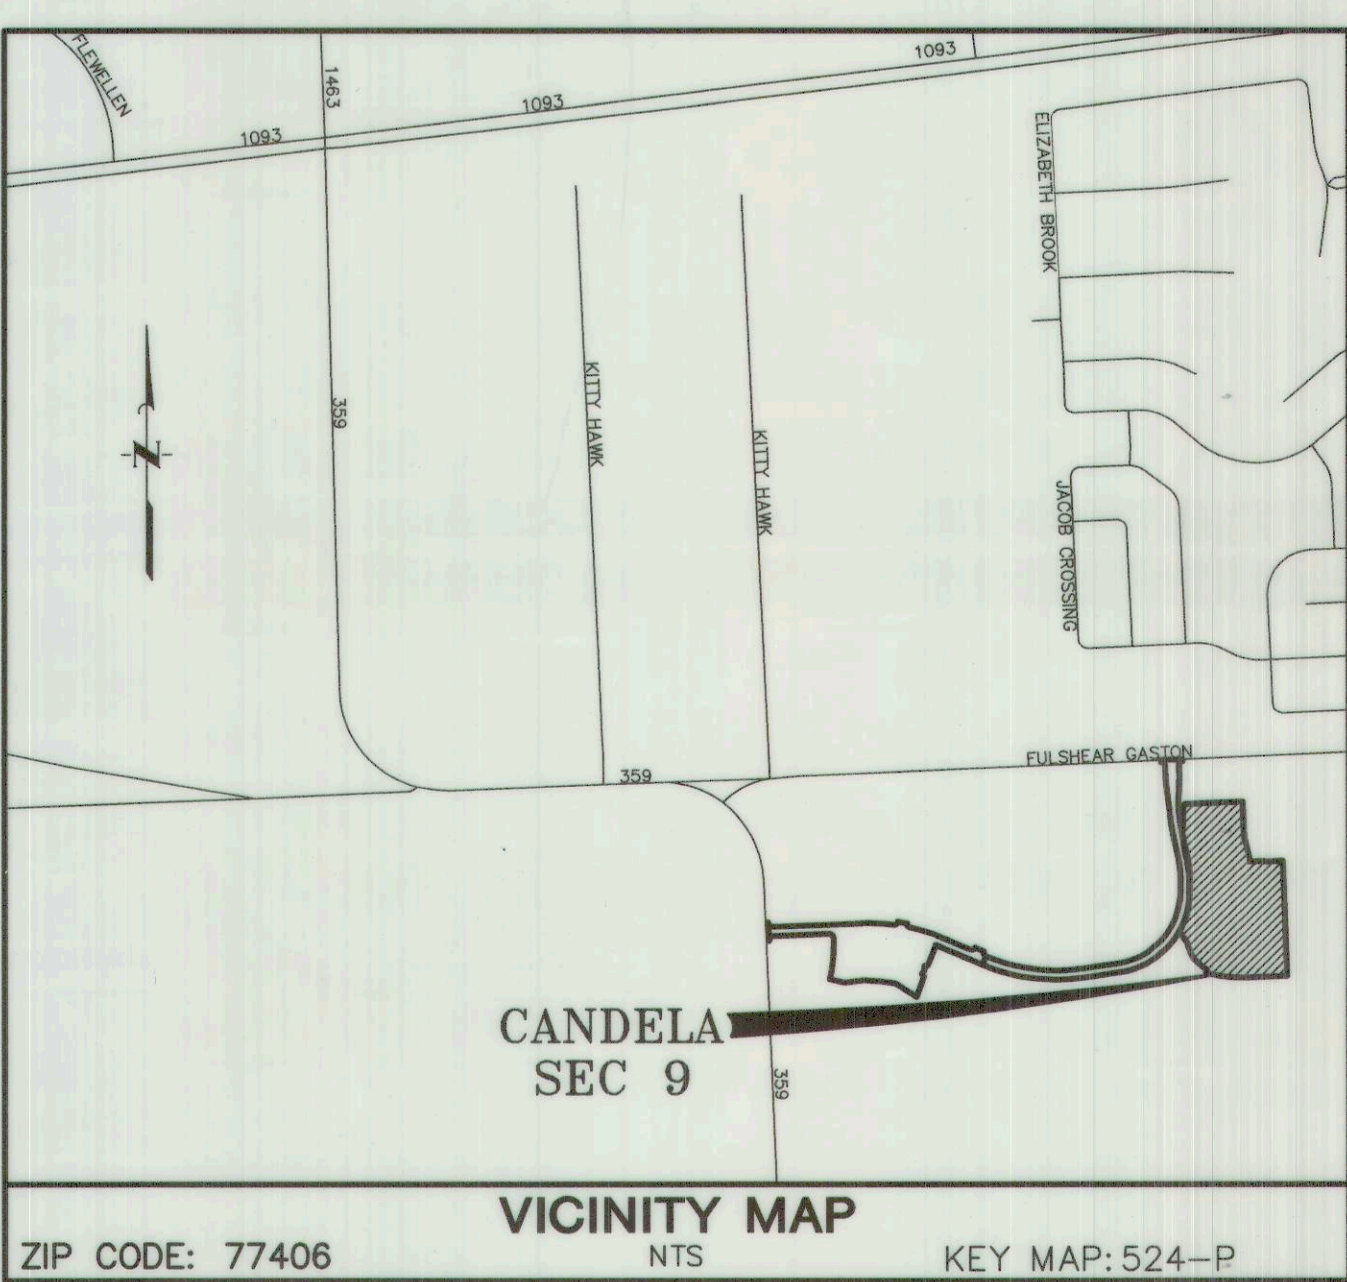 FLEWELLEN
1463
1093
1093
1093
ELIZABETH BROOK
KITTY HAWK
359
KITTY HAWK
N
JACOB CROSSING
FULSHEAR GASTON
359
CANDELA
SEC 9
359
VICINITY MAP
ZIP CODE: 77406 NTS KEY MAP: 524-P